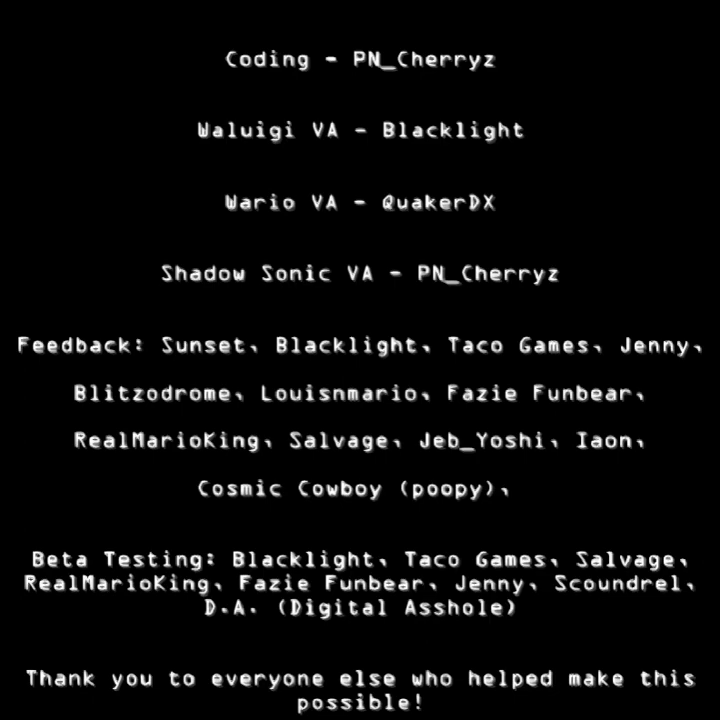 Coding - PN_Cherryz
Waluigi VA - Blacklight
Wario VA - QuakerDX
Shadow Sonic VA - PN_Cherryz
Feedback: Sunset, Blacklight, Taco Games, Jenny,
Blitzodrome, Louisnmario, Fazie Funbear,
RealMarioKing, Salvage, Jeb_Yoshi, Iaon,
Cosmic Cowboy (poopy),
Beta Testing: Blacklight, Taco Games, Salvage,
RealMarioKing, Fazie Funbear, Jenny, Scoundrel,
D.A. (Digital Asshole)
Thank you to everyone else who helped make this
possible!